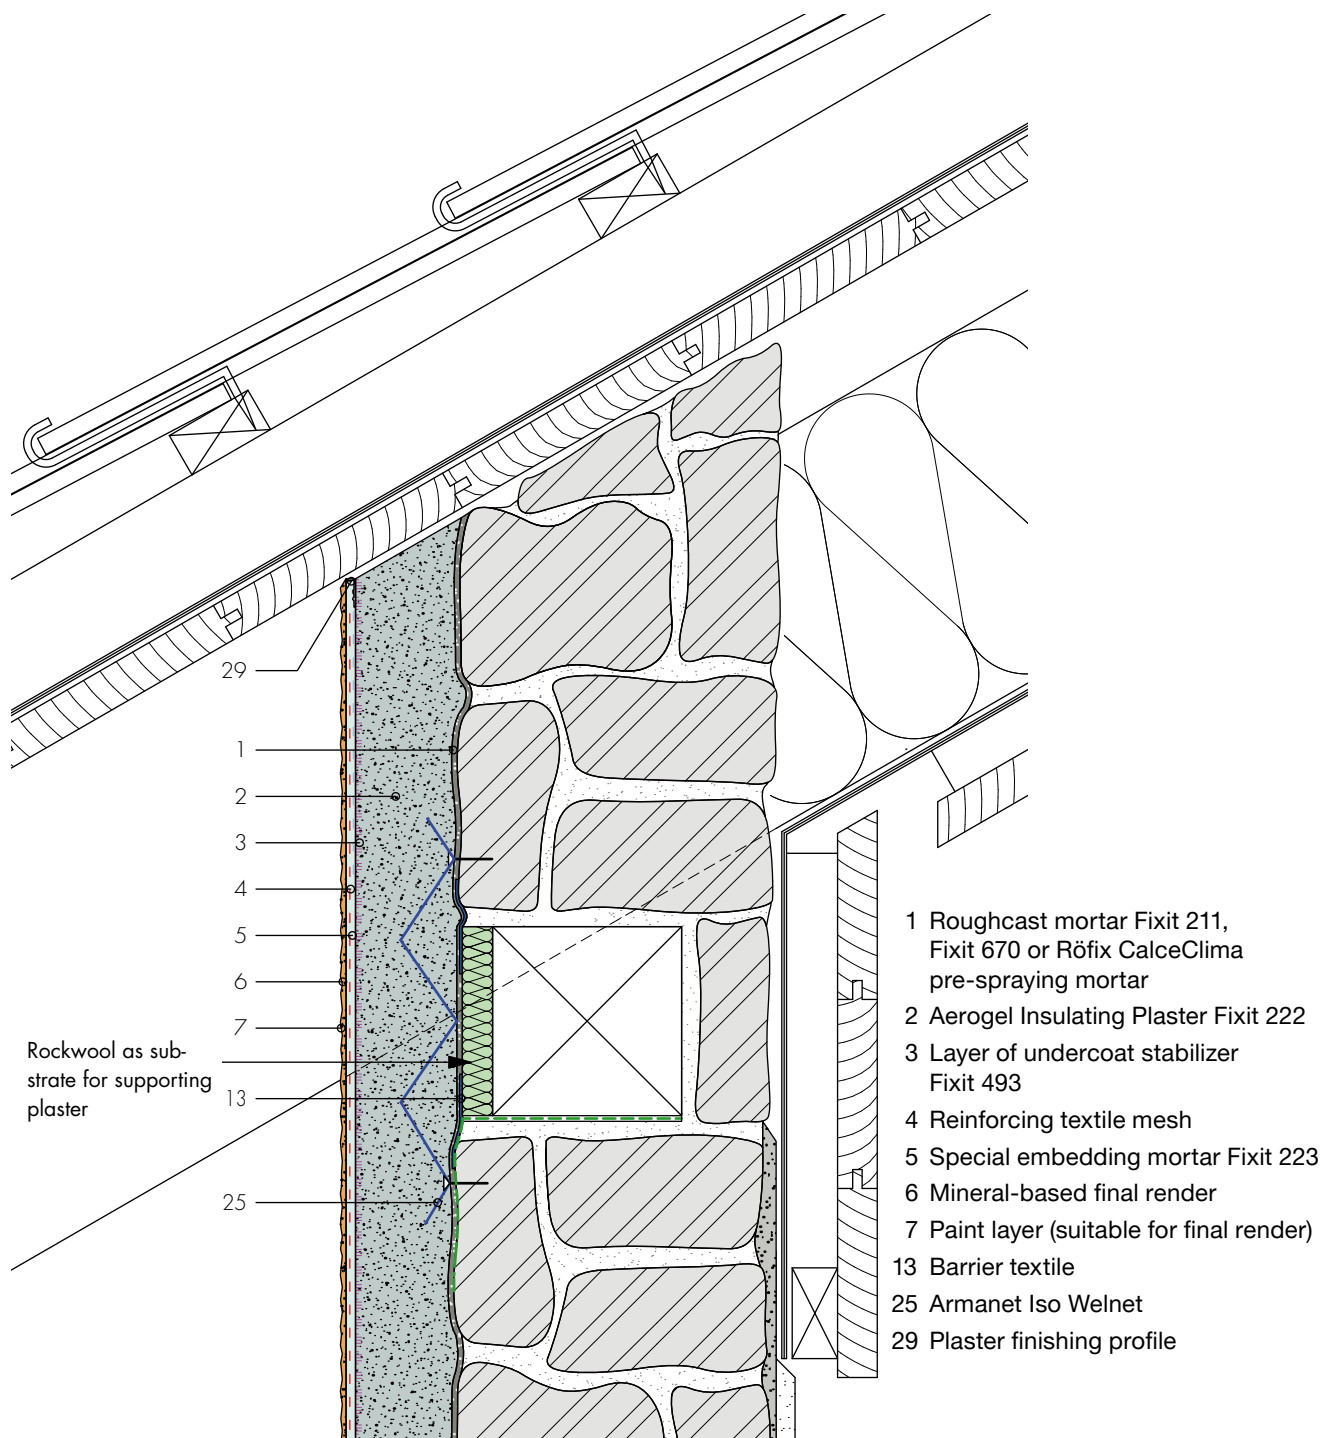 29
1
2
3
4
5
6
7
Rockwool as sub-
strate for supporting
plaster
13
25
1 Roughcast mortar Fixit 211,
Fixit 670 or Röfix CalceClima
pre-spraying mortar
2 Aerogel Insulating Plaster Fixit 222
3 Layer of undercoat stabilizer
Fixit 493
4 Reinforcing textile mesh
5 Special embedding mortar Fixit 223
6 Mineral-based final render
7 Paint layer (suitable for final render)
13 Barrier textile
25 Armanet Iso Welnet
29 Plaster finishing profile